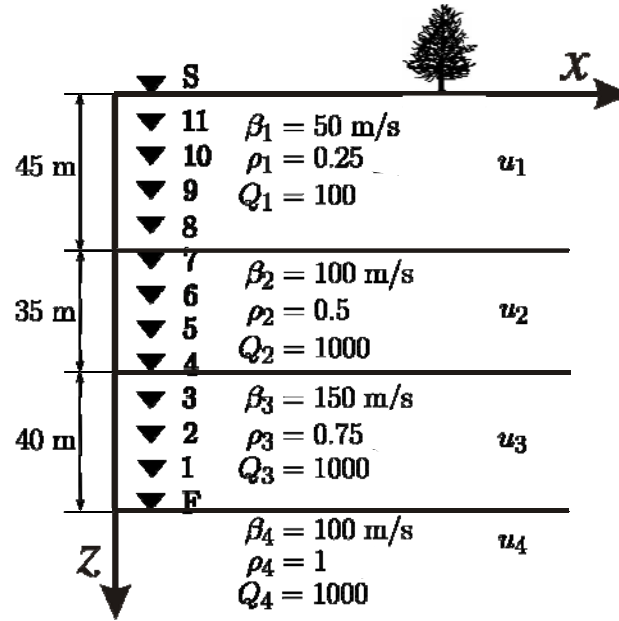 S
X
11 β₁ = 50 m/s
10 ρ₁ = 0.25 u₁
45 m
9 Q₁ = 100
8
7 β₂ = 100 m/s
6 ρ₂ = 0.5 u₂
35 m
5 Q₂ = 1000
4
3 β₃ = 150 m/s
2 ρ₃ = 0.75 u₃
40 m
1 Q₃ = 1000
F
β₄ = 100 m/s u₄
Z
ρ₄ = 1
Q₄ = 1000